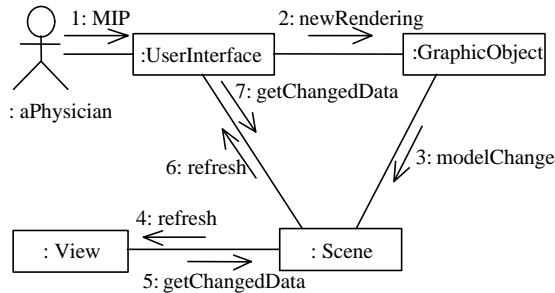 1: MIP
2: newRendering
:UserInterface
:GraphicObject
: aPhysician
7: getChangedData
3: modelChange
6: refresh
4: refresh
: View
: Scene
5: getChangedData